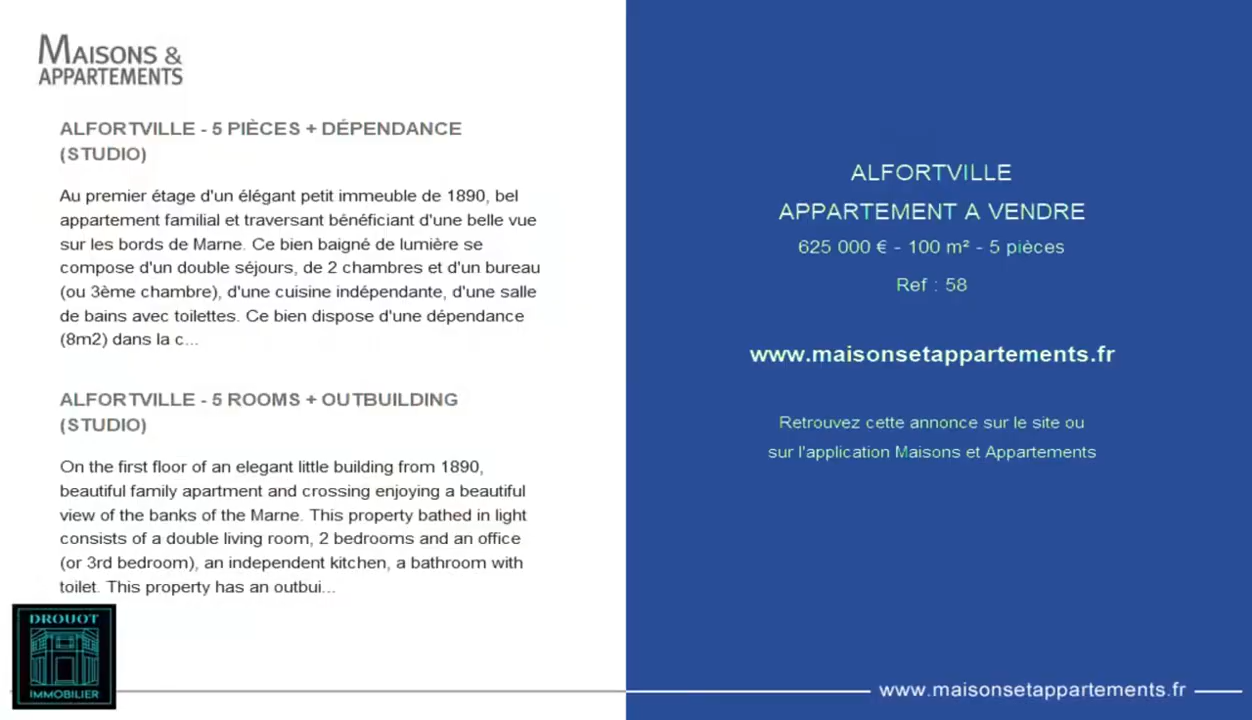 MAISONS &
APPARTEMENTS
ALFORTVILLE - 5 PIÈCES + DÉPENDANCE
(STUDIO)
Au premier étage d'un élégant petit immeuble de 1890, bel
appartement familial et traversant bénéficiant d'une belle vue
sur les bords de Marne. Ce bien baigné de lumière se
compose d'un double séjours, de 2 chambres et d'un bureau
(ou 3ème chambre), d'une cuisine indépendante, d'une salle
de bains avec toilettes. Ce bien dispose d'une dépendance
(8m2) dans la c...
ALFORTVILLE - 5 ROOMS + OUTBUILDING
(STUDIO)
On the first floor of an elegant little building from 1890,
beautiful family apartment and crossing enjoying a beautiful
view of the banks of the Marne. This property bathed in light
consists of a double living room, 2 bedrooms and an office
(or 3rd bedroom), an independent kitchen, a bathroom with
toilet. This property has an outbui...
DROUOT
IMMOBILIER
ALFORTVILLE
APPARTEMENT A VENDRE
625 000 € - 100 m² - 5 pièces
Ref : 58
www.maisonsetappartements.fr
Retrouvez cette annonce sur le site ou
sur l'application Maisons et Appartements
www.maisonsetappartements.fr